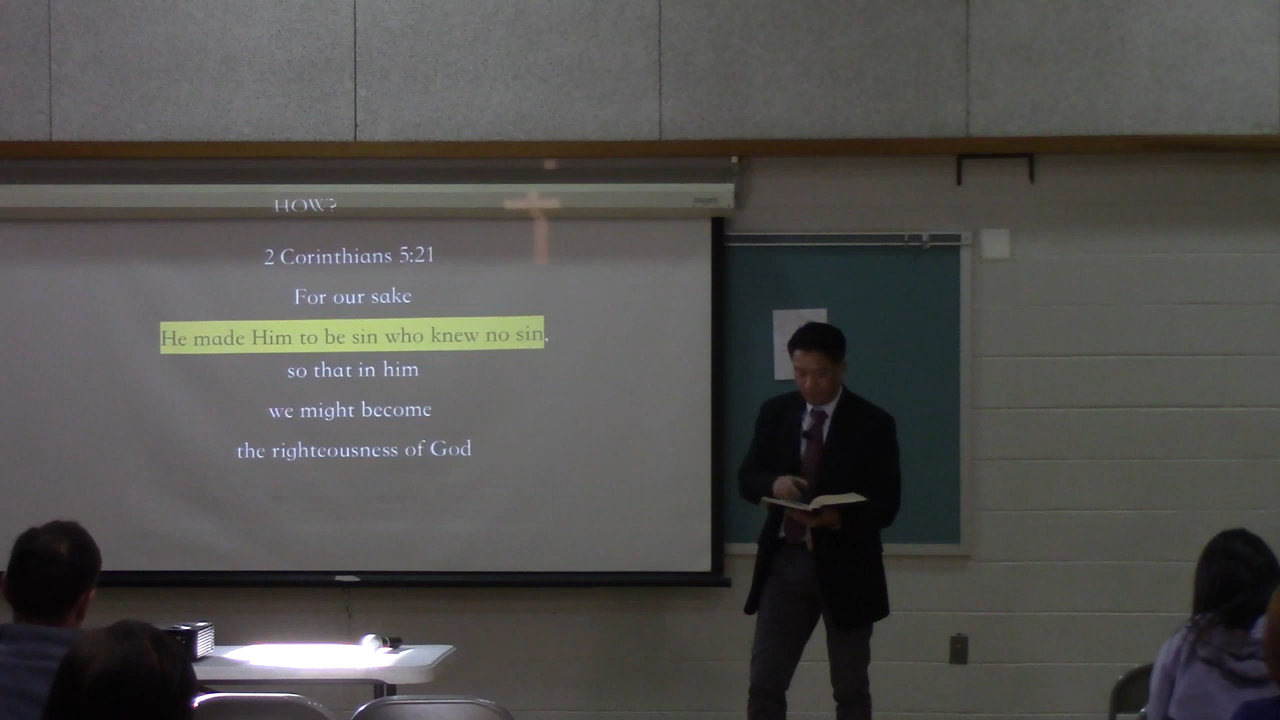 HOW?
2 Corinthians 5:21
For our sake
He made Him to be sin who knew no sin,
so that in him
we might become
the righteousness of God